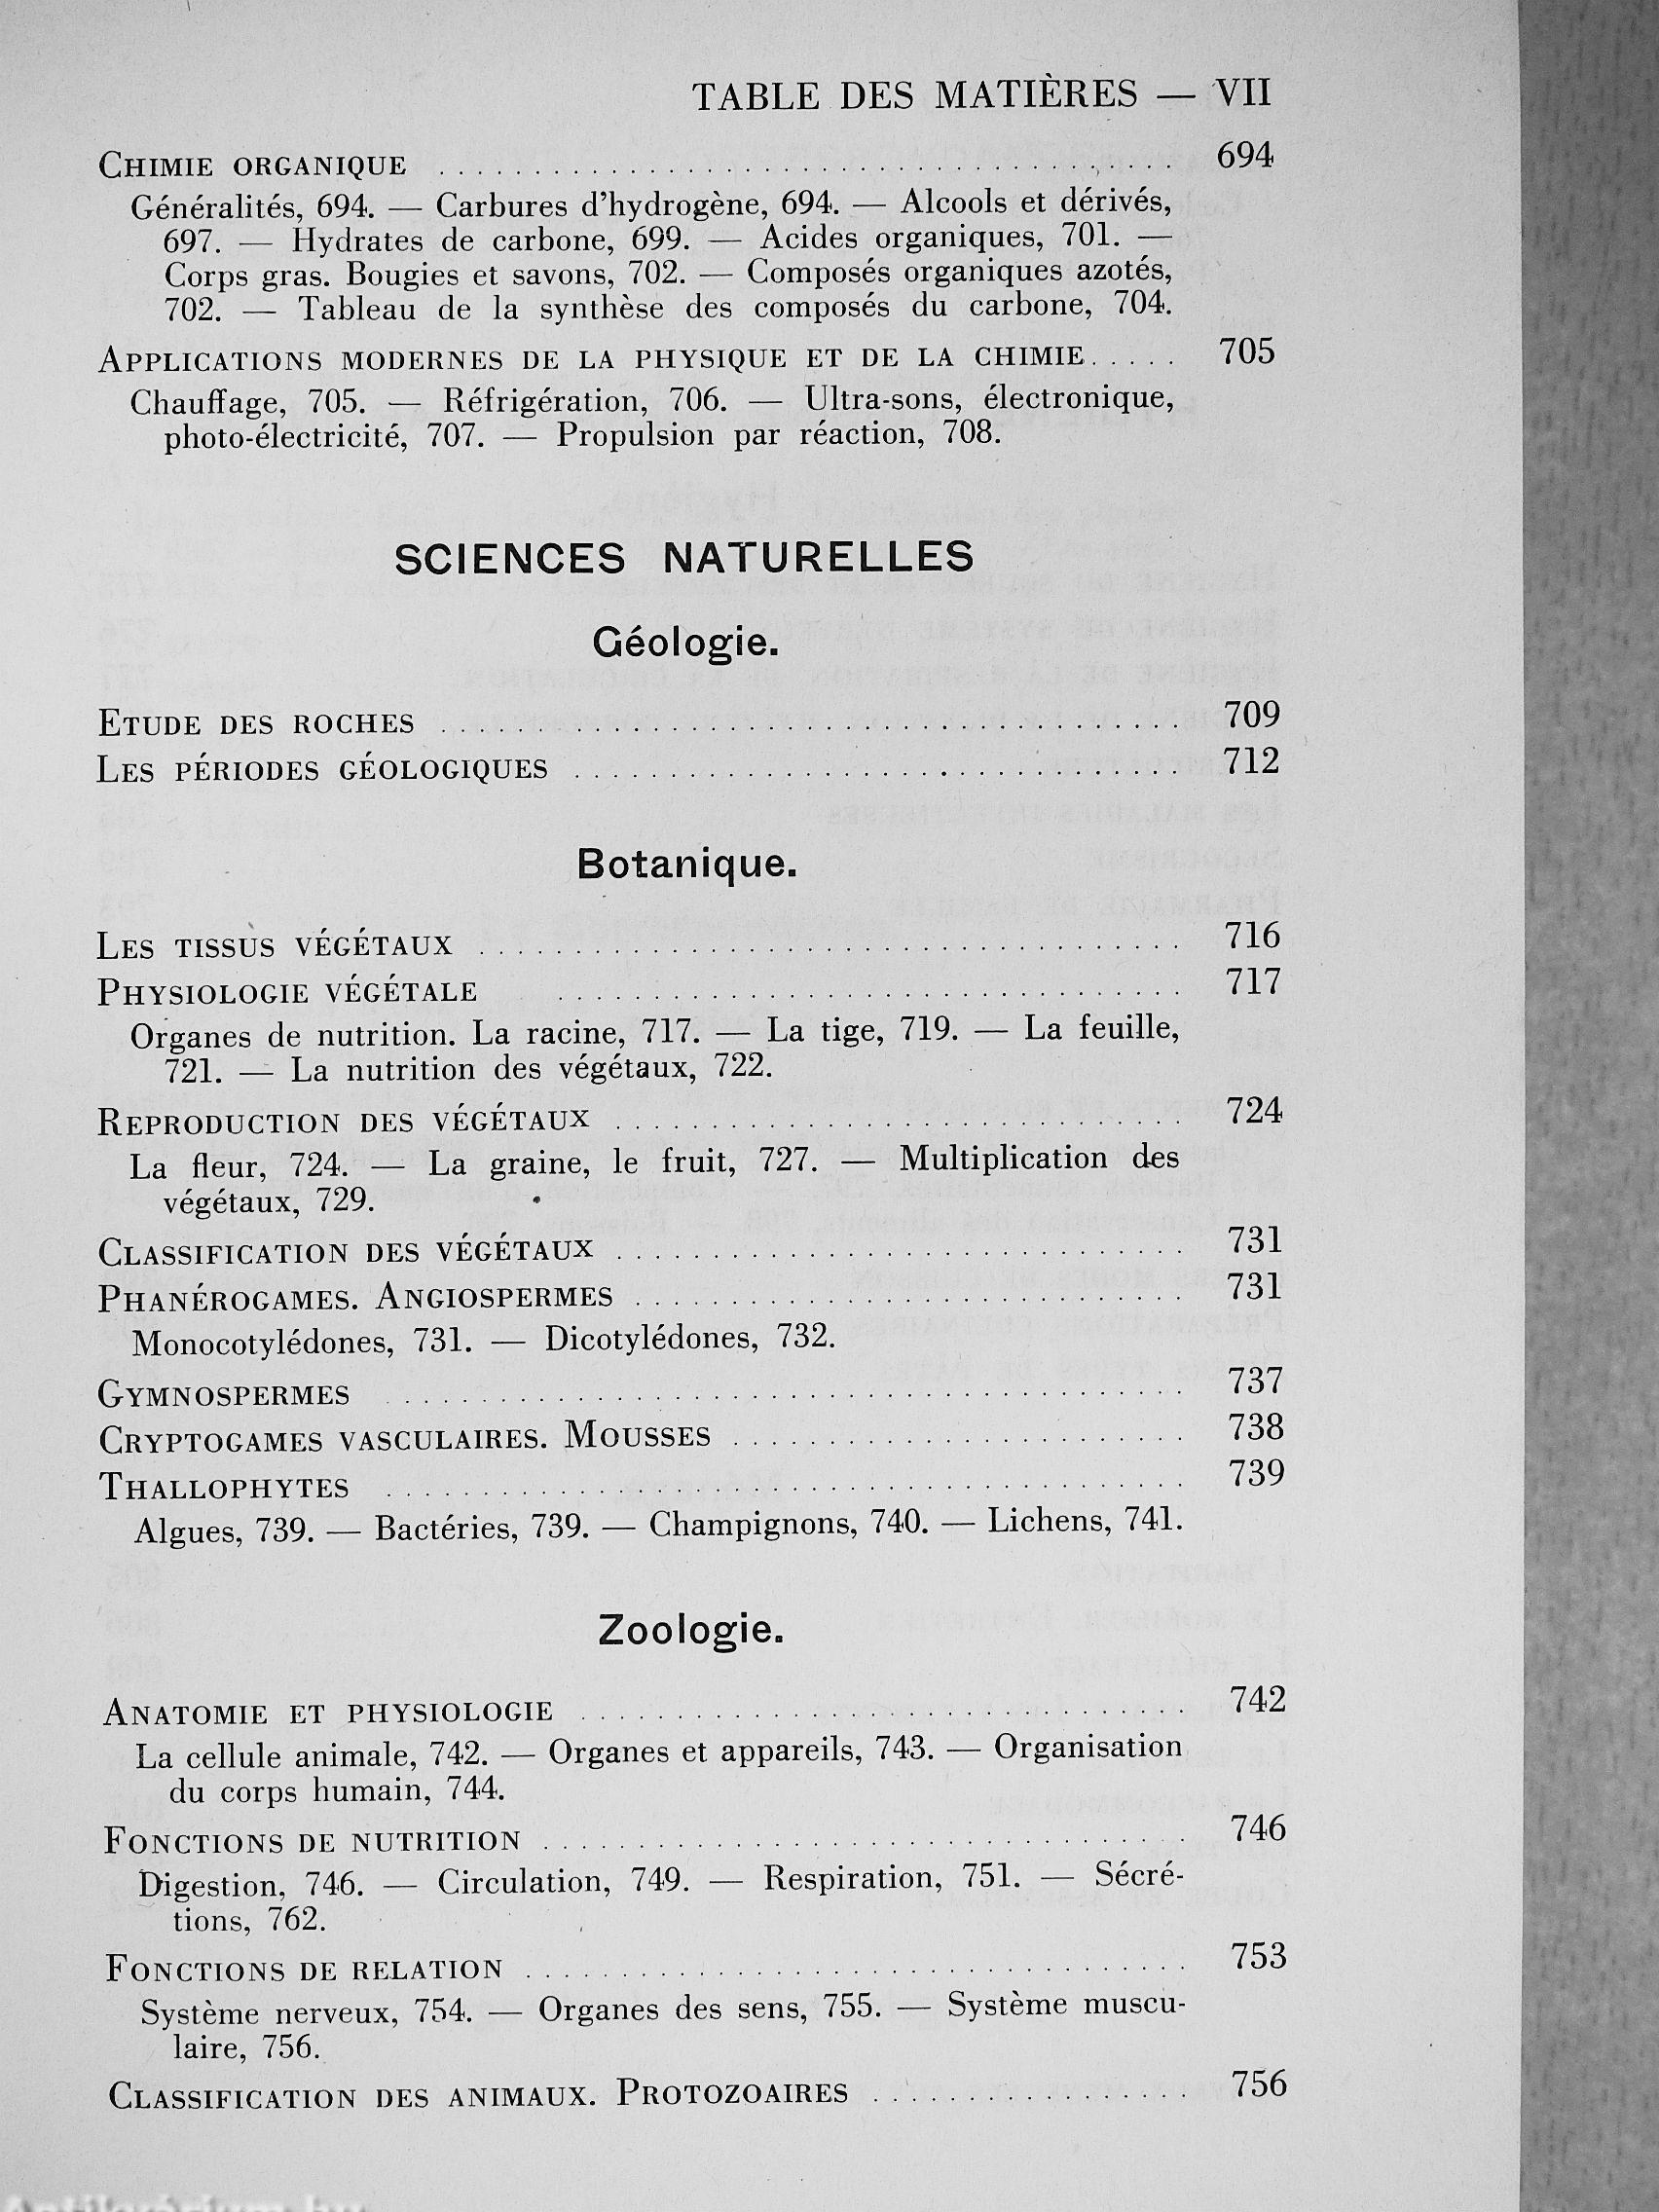 TABLE DES MATIÈRES — VII
CHIMIE ORGANIQUE ........ 694
Généralités, 694. — Carbures d'hydrogène, 694. — Alcools et dérivés,
697. — Hydrates de carbone, 699. — Acides organiques, 701. —
Corps gras. Bougies et savons, 702. — Composés organiques azotés,
702. — Tableau de la synthèse des composés du carbone, 704.
APPLICATIONS MODERNES DE LA PHYSIQUE ET DE LA CHIMIE..... 705
Chauffage, 705. — Réfrigération, 706. — Ultra-sons, électronique,
photo-électricité, 707. — Propulsion par réaction, 708.
SCIENCES NATURELLES
Géologie.
ETUDE DES ROCHES ........ 709
LES PÉRIODES GÉOLOGIQUES ........ 712
Botanique.
LES TISSUS VÉGÉTAUX ........ 716
PHYSIOLOGIE VÉGÉTALE ........ 717
Organes de nutrition. La racine, 717. — La tige, 719. — La feuille,
721. — La nutrition des végétaux, 722.
REPRODUCTION DES VÉGÉTAUX ........ 724
La fleur, 724. — La graine, le fruit, 727. — Multiplication des
végétaux, 729.
CLASSIFICATION DES VÉGÉTAUX ........ 731
PHANÉROGAMES. ANGIOSPERMES ........ 731
Monocotylédones, 731. — Dicotylédones, 732.
GYMNOSPERMES ........ 737
CRYPTOGAMES VASCULAIRES. MOUSSES ........ 738
THALLOPHYTES ........ 739
Algues, 739. — Bactéries, 739. — Champignons, 740. — Lichens, 741.
Zoologie.
ANATOMIE ET PHYSIOLOGIE ........ 742
La cellule animale, 742. — Organes et appareils, 743. — Organisation
du corps humain, 744.
FONCTIONS DE NUTRITION ........ 746
Digestion, 746. — Circulation, 749. — Respiration, 751. — Sécré-
tions, 762.
FONCTIONS DE RELATION ........ 753
Système nerveux, 754. — Organes des sens, 755. — Système muscu-
laire, 756.
CLASSIFICATION DES ANIMAUX. PROTOZOAIRES ........ 756